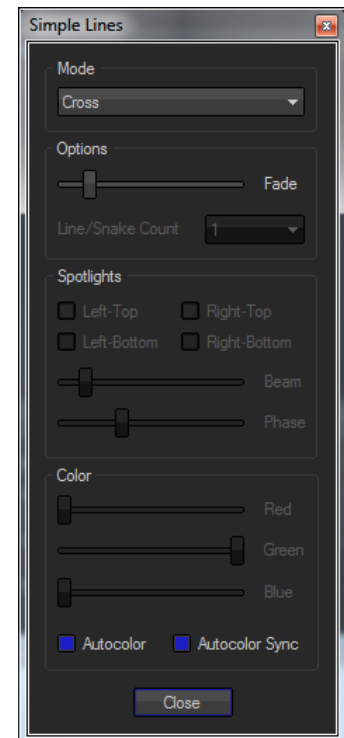 Simple Lines
Mode
Cross
Options
Fade
Line/Snake Count 1
Spotlights
Left-Top Right-Top
Left-Bottom Right-Bottom
Beam
Phase
Color
Red
Green
Blue
Autocolor Autocolor Sync
Close